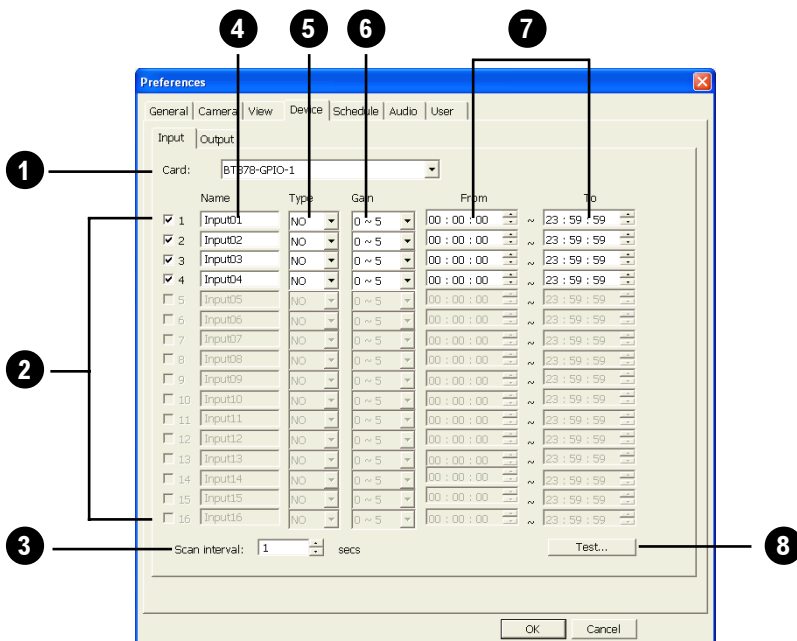 4 5 6 7
Preferences
General Camera View Device Schedule Audio User
Input Output
1 Card: BT878-GPIO-1
Name Type Gain From To
1 Input01 NO 0 ~ 5 00 : 00 : 00 ~ 23 : 59 : 59
2 Input02 NO 0 ~ 5 00 : 00 : 00 ~ 23 : 59 : 59
3 Input03 NO 0 ~ 5 00 : 00 : 00 ~ 23 : 59 : 59
4 Input04 NO 0 ~ 5 00 : 00 : 00 ~ 23 : 59 : 59
5 Input05 NO 0 ~ 5 00 : 00 : 00 ~ 23 : 59 : 59
6 Input06 NO 0 ~ 5 00 : 00 : 00 ~ 23 : 59 : 59
7 Input07 NO 0 ~ 5 00 : 00 : 00 ~ 23 : 59 : 59
2 8 Input08 NO 0 ~ 5 00 : 00 : 00 ~ 23 : 59 : 59
9 Input09 NO 0 ~ 5 00 : 00 : 00 ~ 23 : 59 : 59
10 Input10 NO 0 ~ 5 00 : 00 : 00 ~ 23 : 59 : 59
11 Input11 NO 0 ~ 5 00 : 00 : 00 ~ 23 : 59 : 59
12 Input12 NO 0 ~ 5 00 : 00 : 00 ~ 23 : 59 : 59
13 Input13 NO 0 ~ 5 00 : 00 : 00 ~ 23 : 59 : 59
14 Input14 NO 0 ~ 5 00 : 00 : 00 ~ 23 : 59 : 59
15 Input15 NO 0 ~ 5 00 : 00 : 00 ~ 23 : 59 : 59
16 Input16 NO 0 ~ 5 00 : 00 : 00 ~ 23 : 59 : 59
3 Scan interval: 1 secs Test... 8
OK Cancel